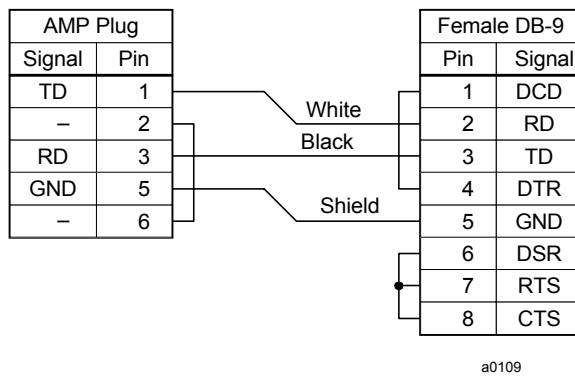 AMP Plug
Signal Pin
TD 1
– 2
RD 3
GND 5
– 6
White
Black
Shield
Female DB-9
Pin Signal
1 DCD
2 RD
3 TD
4 DTR
5 GND
6 DSR
7 RTS
8 CTS
a0109